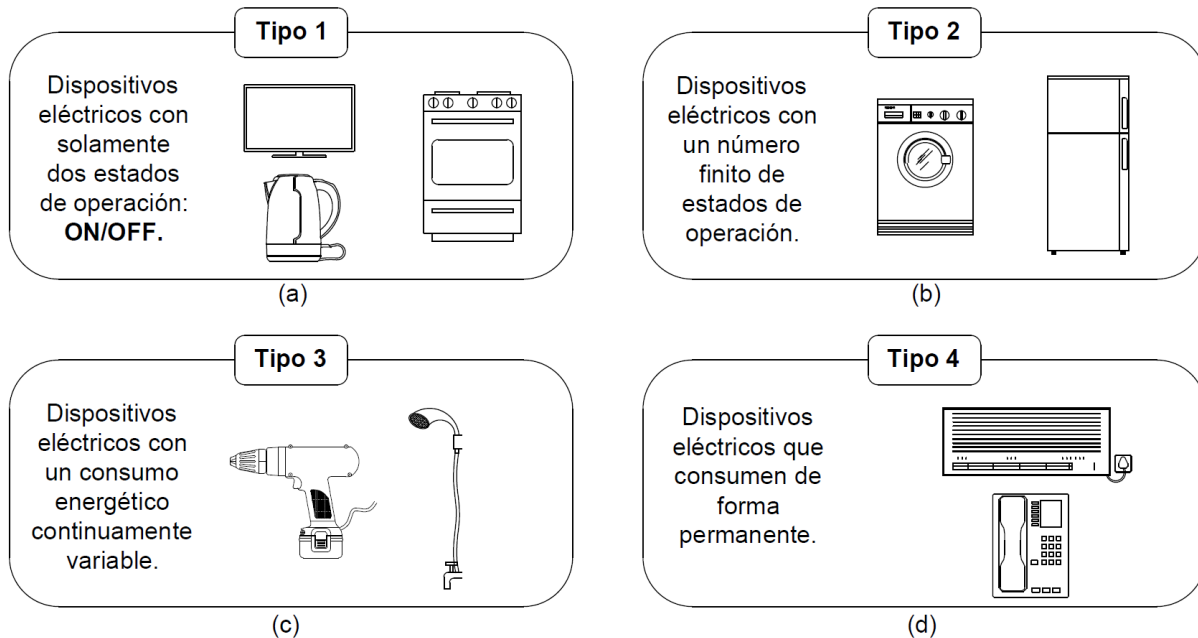 Tipo 1
Dispositivos
eléctricos con
solamente
dos estados
de operación:
ON/OFF.
(a)
Tipo 2
Dispositivos
eléctricos con
un número
finito de
estados de
operación.
(b)
Tipo 3
Dispositivos
eléctricos con
un consumo
energético
continuamente
variable.
(c)
Tipo 4
Dispositivos
eléctricos que
consumen de
forma
permanente.
(d)